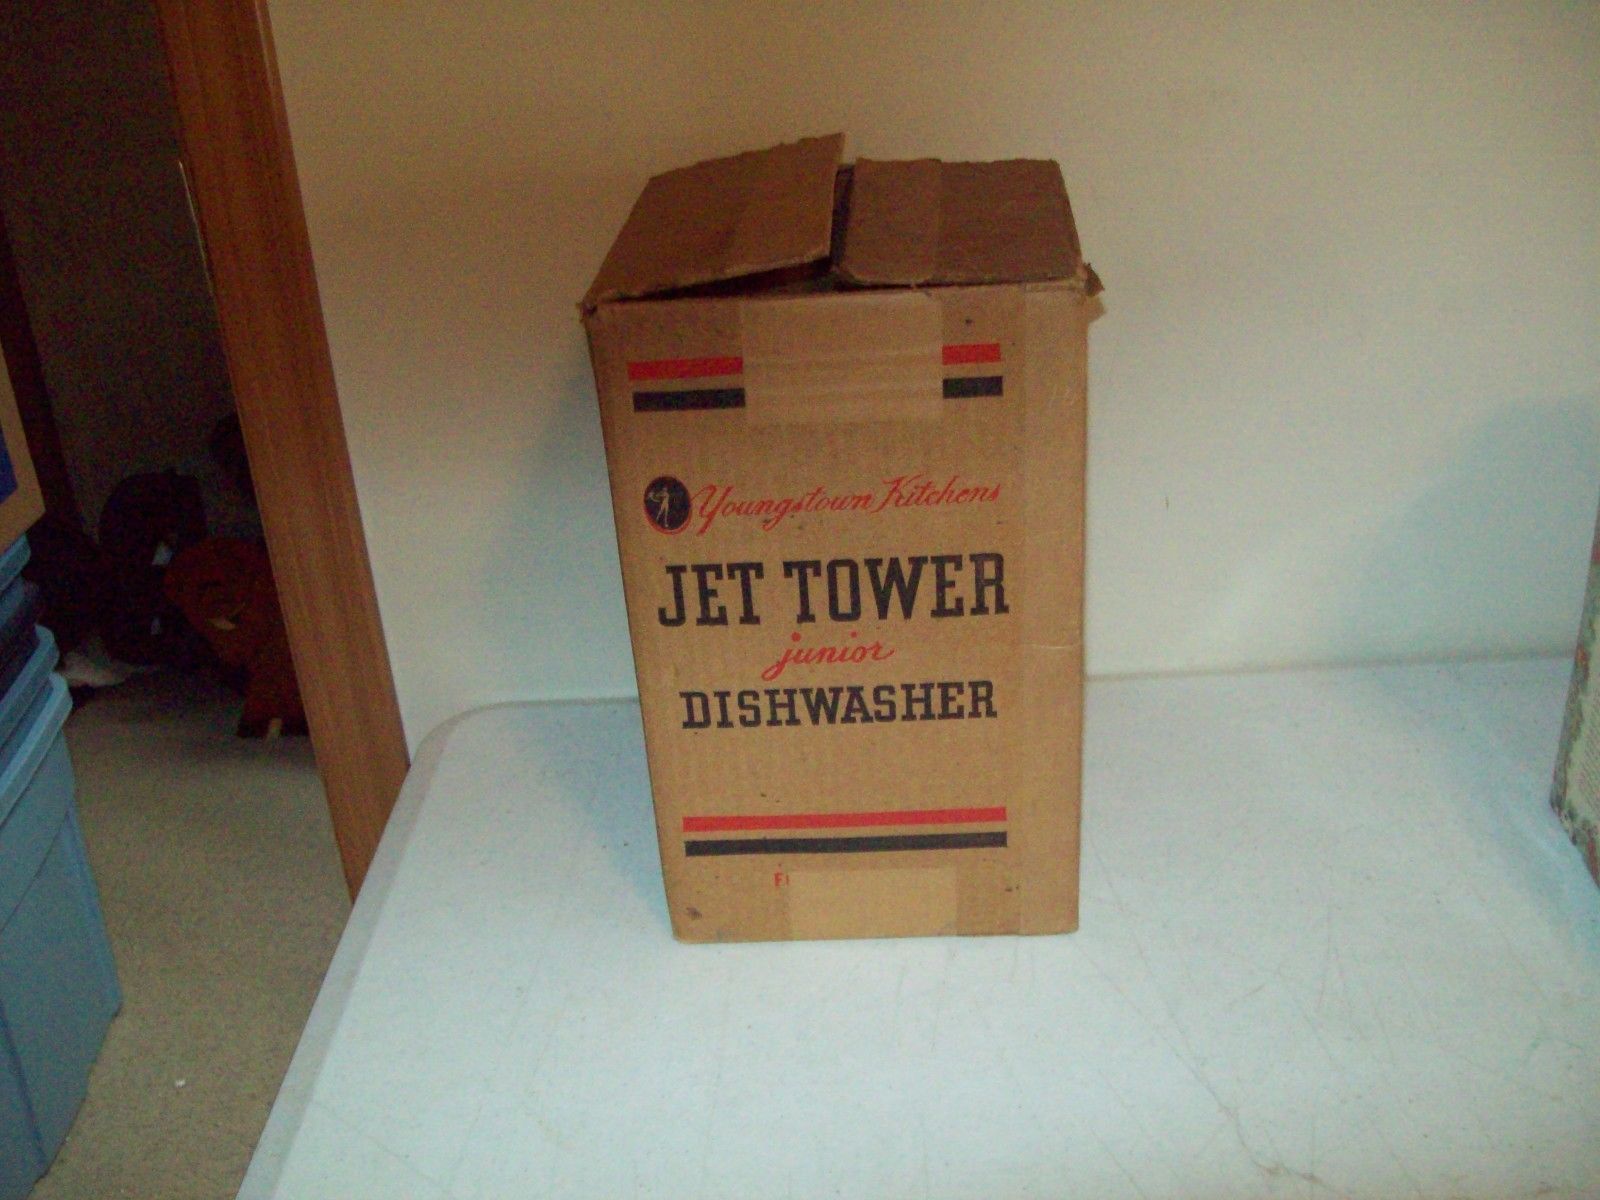 Youngstown Kitchens
JET TOWER
junior
DISHWASHER